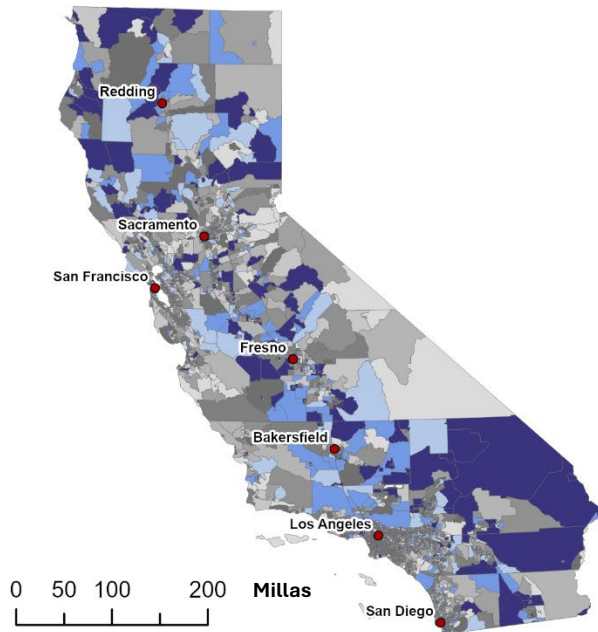 Redding
Sacramento
San Francisco
Fresno
Bakersfield
Los Angeles
0 50 100 200 Millas
San Diego